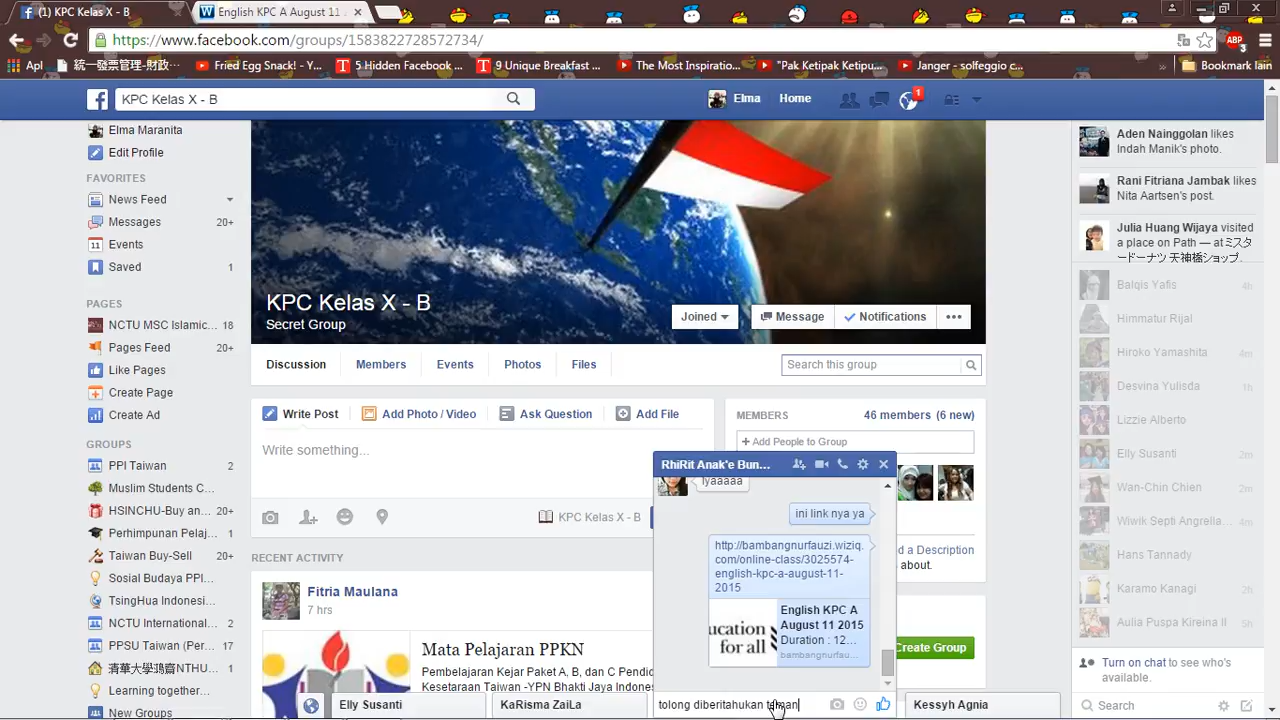 (1) KPC Kelas X - B
English KPC A August 11 ·
https://www.facebook.com/groups/1583822728572734/
ABP
3
Apl
統一發票管理-財政...
Fried Egg Snack! - Y...
5 Hidden Facebook ...
9 Unique Breakfast ...
The Most Inspiratio...
"Pak Ketipak Ketipu...
Janger - solfeggio c...
»
Bookmark lain
KPC Kelas X - B
Elma
Home
1
Elma Maranita
Edit Profile
FAVORITES
News Feed
Messages 20+
11 Events
Saved 1
PAGES
NCTU MSC Islamic... 18
Pages Feed 20+
Like Pages
Create Page
Create Ad
GROUPS
PPI Taiwan 2
Muslim Students C...
HSINCHU-Buy an... 20+
Perhimpunan Pelaj...
Taiwan Buy-Sell 20+
Sosial Budaya PPI...
TsingHua Indonesi...
NCTU International...
PPSU Taiwan (Per... 17
清華大學NTHU... 1
Learning together...
New Groups
KPC Kelas X - B
Secret Group
Joined
Message
Notifications
•••
Discussion
Members
Events
Photos
Files
Search this group
Write Post
Add Photo / Video
Ask Question
Add File
Write something...
KPC Kelas X - B
RECENT ACTIVITY
Fitria Maulana
7 hrs
Mata Pelajaran PPKN
Pembelajaran Kejar Paket A, B, dan C Pendic
Kesetaraan Taiwan -YPN Bhakti Jaya Indones
MEMBERS
46 members (6 new)
+ Add People to Group
d a Description
about.
Create Group
RhiRit Anak'e Bun...
Iyaaaaa
ini link nya ya
http://bambangnurfauzi.wiziq.
com/online-class/3025574-
english-kpc-a-august-11-
2015
ucation
for all
English KPC A
August 11 2015
Duration : 12...
bambangnurfau...
tolong diberitahukan teman
Elly Susanti
KaRisma ZaiLa
Kessyh Agnia
Aden Nainggolan likes
Indah Manik's photo.
Rani Fitriana Jambak likes
Nita Aartsen's post.
Julia Huang Wijaya visited
a place on Path — at ミスタ
ードーナツ 天神橋ショップ.
Balqis Yafis 4h
Himmatur Rijal
Hiroko Yamashita 4m
Desvina Yulisda 1h
Lizzie Alberto
Elly Susanti 2m
Wan-Chin Chien 2m
Wiwik Septi Angrella...
Hans Tannady
Karamo Kanagi 2m
Aulia Puspa Kireina II
Turn on chat to see who's
available.
Search